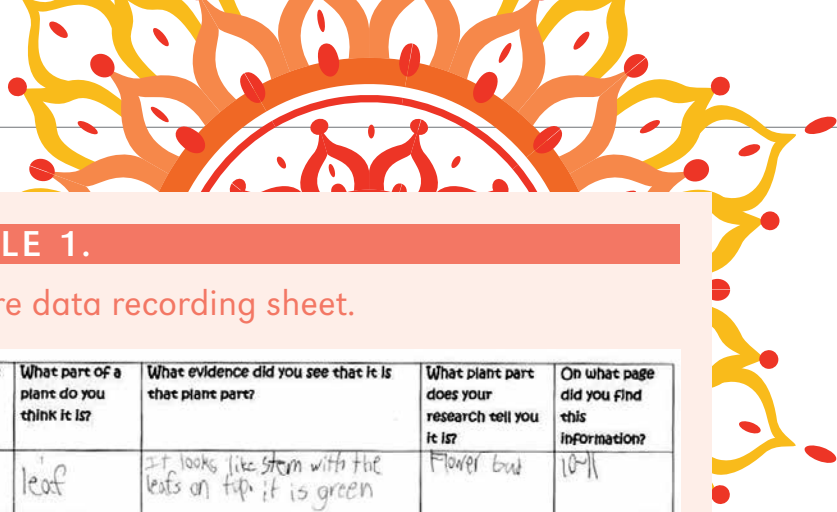 LE 1.
re data recording sheet.
What part of a
plant do you
think it is?
What evidence did you see that it is
that plant part?
What plant part
does your
research tell you
it is?
On what page
did you find
this
information?
leaf
It looks like stem with the
leafs on tip. it is green
Flower bud
10-11